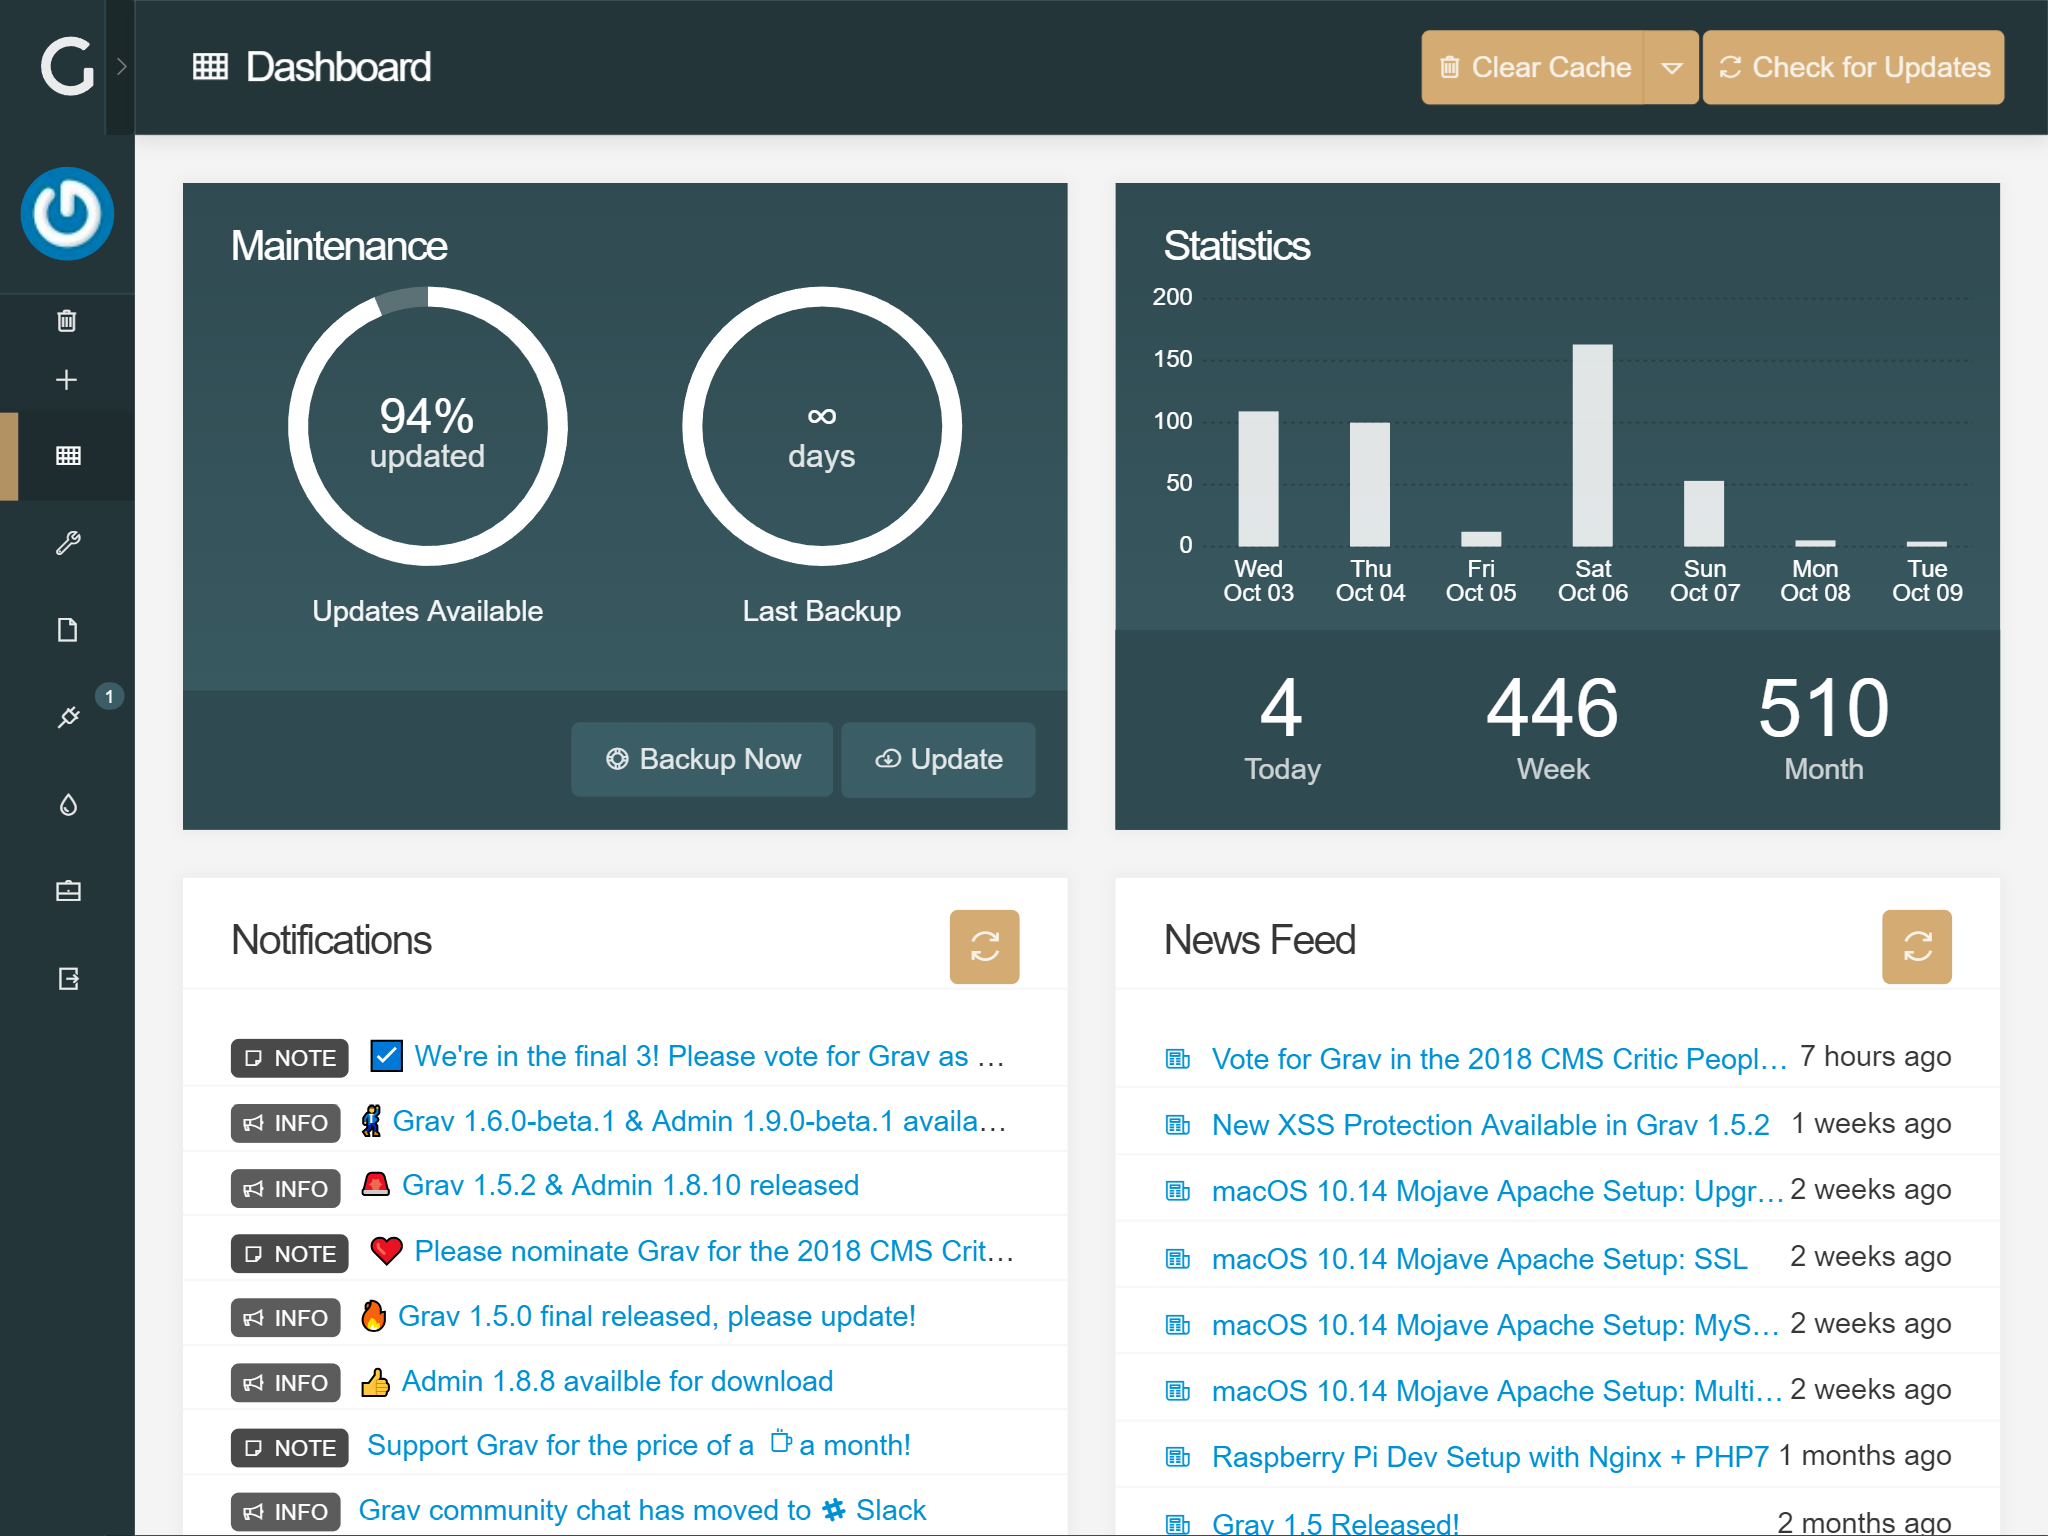 Dashboard
Clear Cache
Check for Updates
1
Maintenance
94%
updated
Updates Available
∞
days
Last Backup
Backup Now
Update
Statistics
200
150
100
50
0
Wed Thu Fri Sat Sun Mon Tue
Oct 03 Oct 04 Oct 05 Oct 06 Oct 07 Oct 08 Oct 09
4 446 510
Today Week Month
Notifications
NOTE We're in the final 3! Please vote for Grav as …
INFO Grav 1.6.0-beta.1 & Admin 1.9.0-beta.1 availa…
INFO Grav 1.5.2 & Admin 1.8.10 released
NOTE Please nominate Grav for the 2018 CMS Crit…
INFO Grav 1.5.0 final released, please update!
INFO Admin 1.8.8 availble for download
NOTE Support Grav for the price of a a month!
INFO Grav community chat has moved to Slack
News Feed
Vote for Grav in the 2018 CMS Critic Peopl… 7 hours ago
New XSS Protection Available in Grav 1.5.2 1 weeks ago
macOS 10.14 Mojave Apache Setup: Upgr… 2 weeks ago
macOS 10.14 Mojave Apache Setup: SSL 2 weeks ago
macOS 10.14 Mojave Apache Setup: MyS… 2 weeks ago
macOS 10.14 Mojave Apache Setup: Multi… 2 weeks ago
Raspberry Pi Dev Setup with Nginx + PHP7 1 months ago
Grav 1.5 Released! 2 months ago